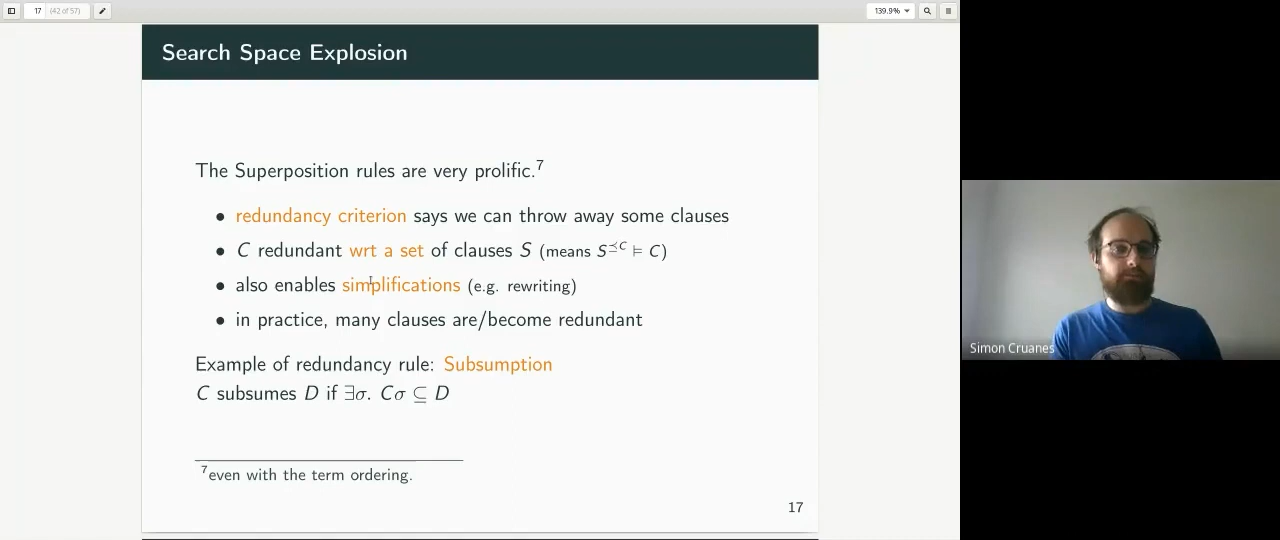 17 (42 of 57) 139.9%
Search Space Explosion
The Superposition rules are very prolific.⁷
• redundancy criterion says we can throw away some clauses
• C redundant wrt a set of clauses S (means S^⪯C ⊨ C)
• also enables simplifications (e.g. rewriting)
• in practice, many clauses are/become redundant
Example of redundancy rule: Subsumption
C subsumes D if ∃σ. Cσ ⊆ D
⁷even with the term ordering.
17
Simon Cruanes